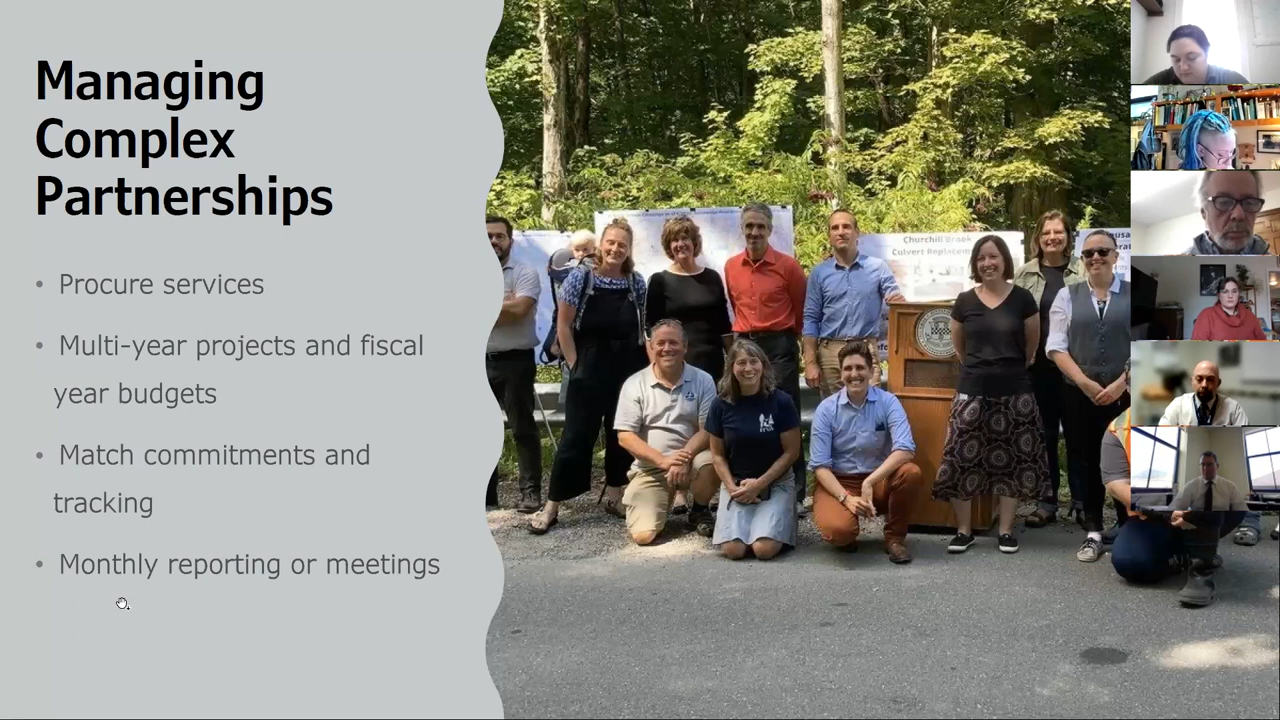 Managing
Complex
Partnerships
• Procure services
• Multi-year projects and fiscal
year budgets
• Match commitments and
tracking
• Monthly reporting or meetings
Churchill Brook
Culvert Replacem